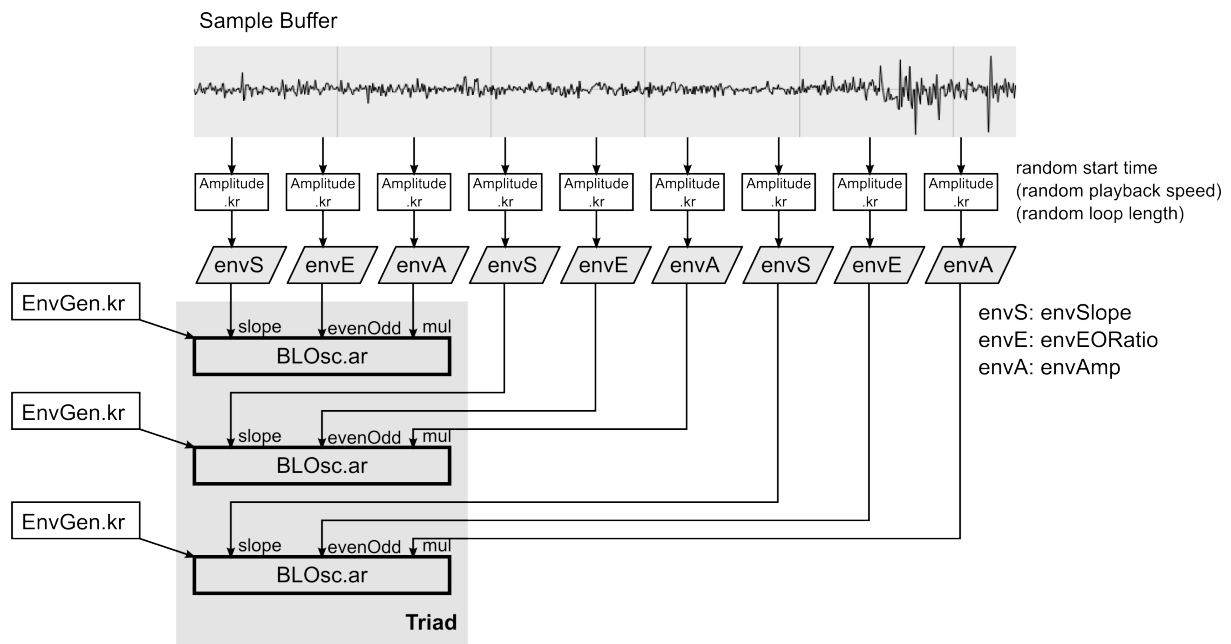 Sample Buffer
Amplitude
.kr
Amplitude
.kr
Amplitude
.kr
Amplitude
.kr
Amplitude
.kr
Amplitude
.kr
Amplitude
.kr
Amplitude
.kr
Amplitude
.kr
random start time
(random playback speed)
(random loop length)
envS
envE
envA
envS
envE
envA
envS
envE
envA
EnvGen.kr
slope
evenOdd
mul
BLOsc.ar
envS: envSlope
envE: envEORatio
envA: envAmp
EnvGen.kr
slope
evenOdd
mul
BLOsc.ar
EnvGen.kr
slope
evenOdd
mul
BLOsc.ar
Triad